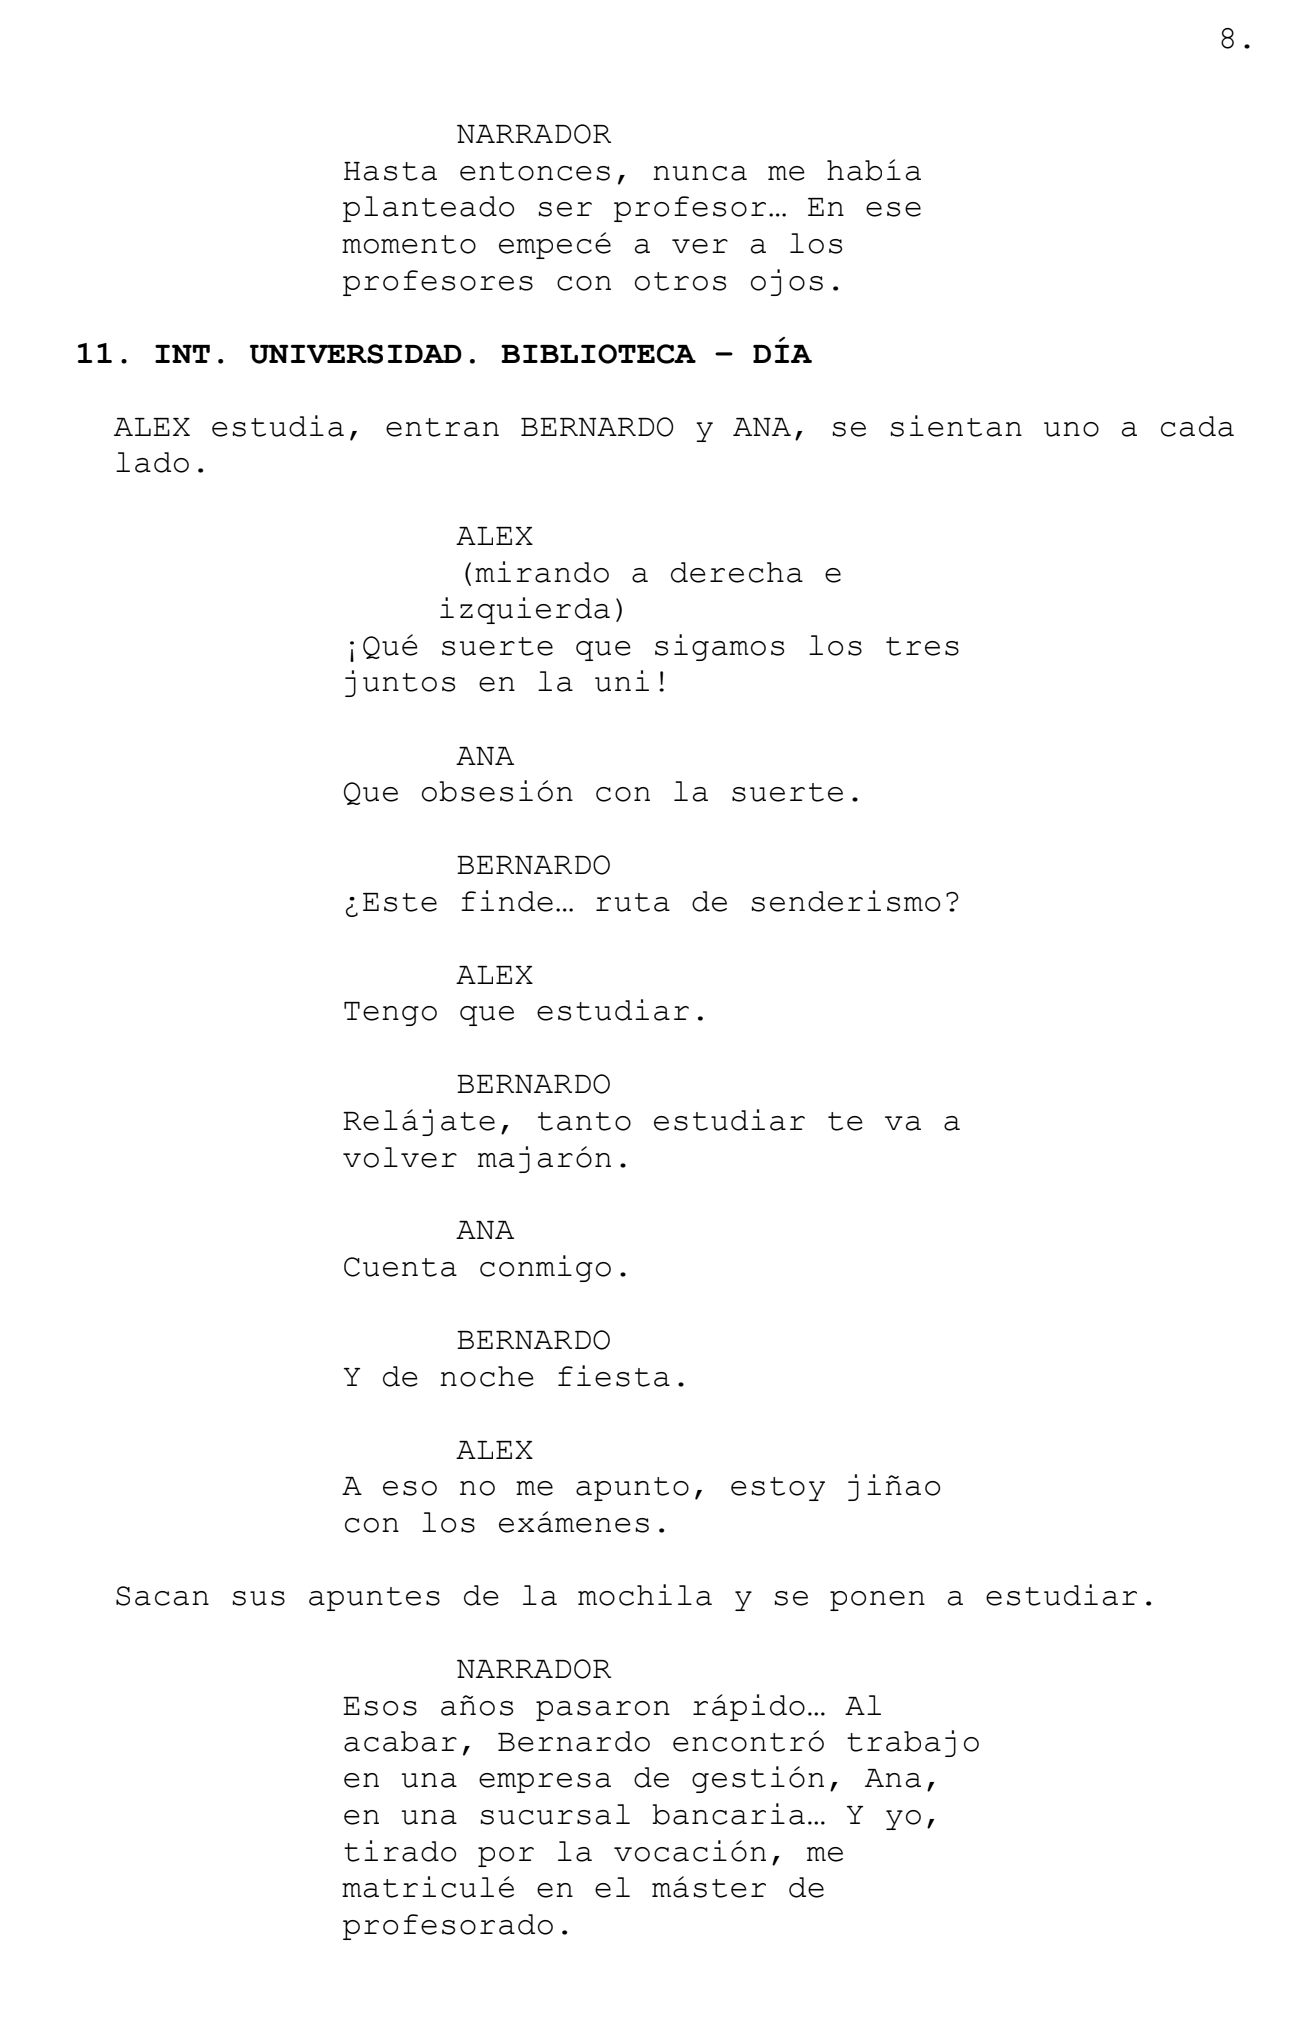 8.
NARRADOR
Hasta entonces, nunca me había
planteado ser profesor… En ese
momento empecé a ver a los
profesores con otros ojos.
11. INT. UNIVERSIDAD. BIBLIOTECA – DÍA
ALEX estudia, entran BERNARDO y ANA, se sientan uno a cada
lado.
ALEX
(mirando a derecha e
izquierda)
¡Qué suerte que sigamos los tres
juntos en la uni!
ANA
Que obsesión con la suerte.
BERNARDO
¿Este finde… ruta de senderismo?
ALEX
Tengo que estudiar.
BERNARDO
Relájate, tanto estudiar te va a
volver majarón.
ANA
Cuenta conmigo.
BERNARDO
Y de noche fiesta.
ALEX
A eso no me apunto, estoy jiñao
con los exámenes.
Sacan sus apuntes de la mochila y se ponen a estudiar.
NARRADOR
Esos años pasaron rápido… Al
acabar, Bernardo encontró trabajo
en una empresa de gestión, Ana,
en una sucursal bancaria… Y yo,
tirado por la vocación, me
matriculé en el máster de
profesorado.